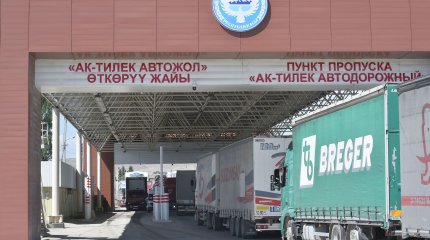 "АК-ТИЛЕК АВТОЖОЛ"
ӨТКӨРҮҮ ЖАЙЫ
ПУНКТ ПРОПУСКА
"АК-ТИЛЕК АВТОДОРОЖНЫЙ"
BREGER